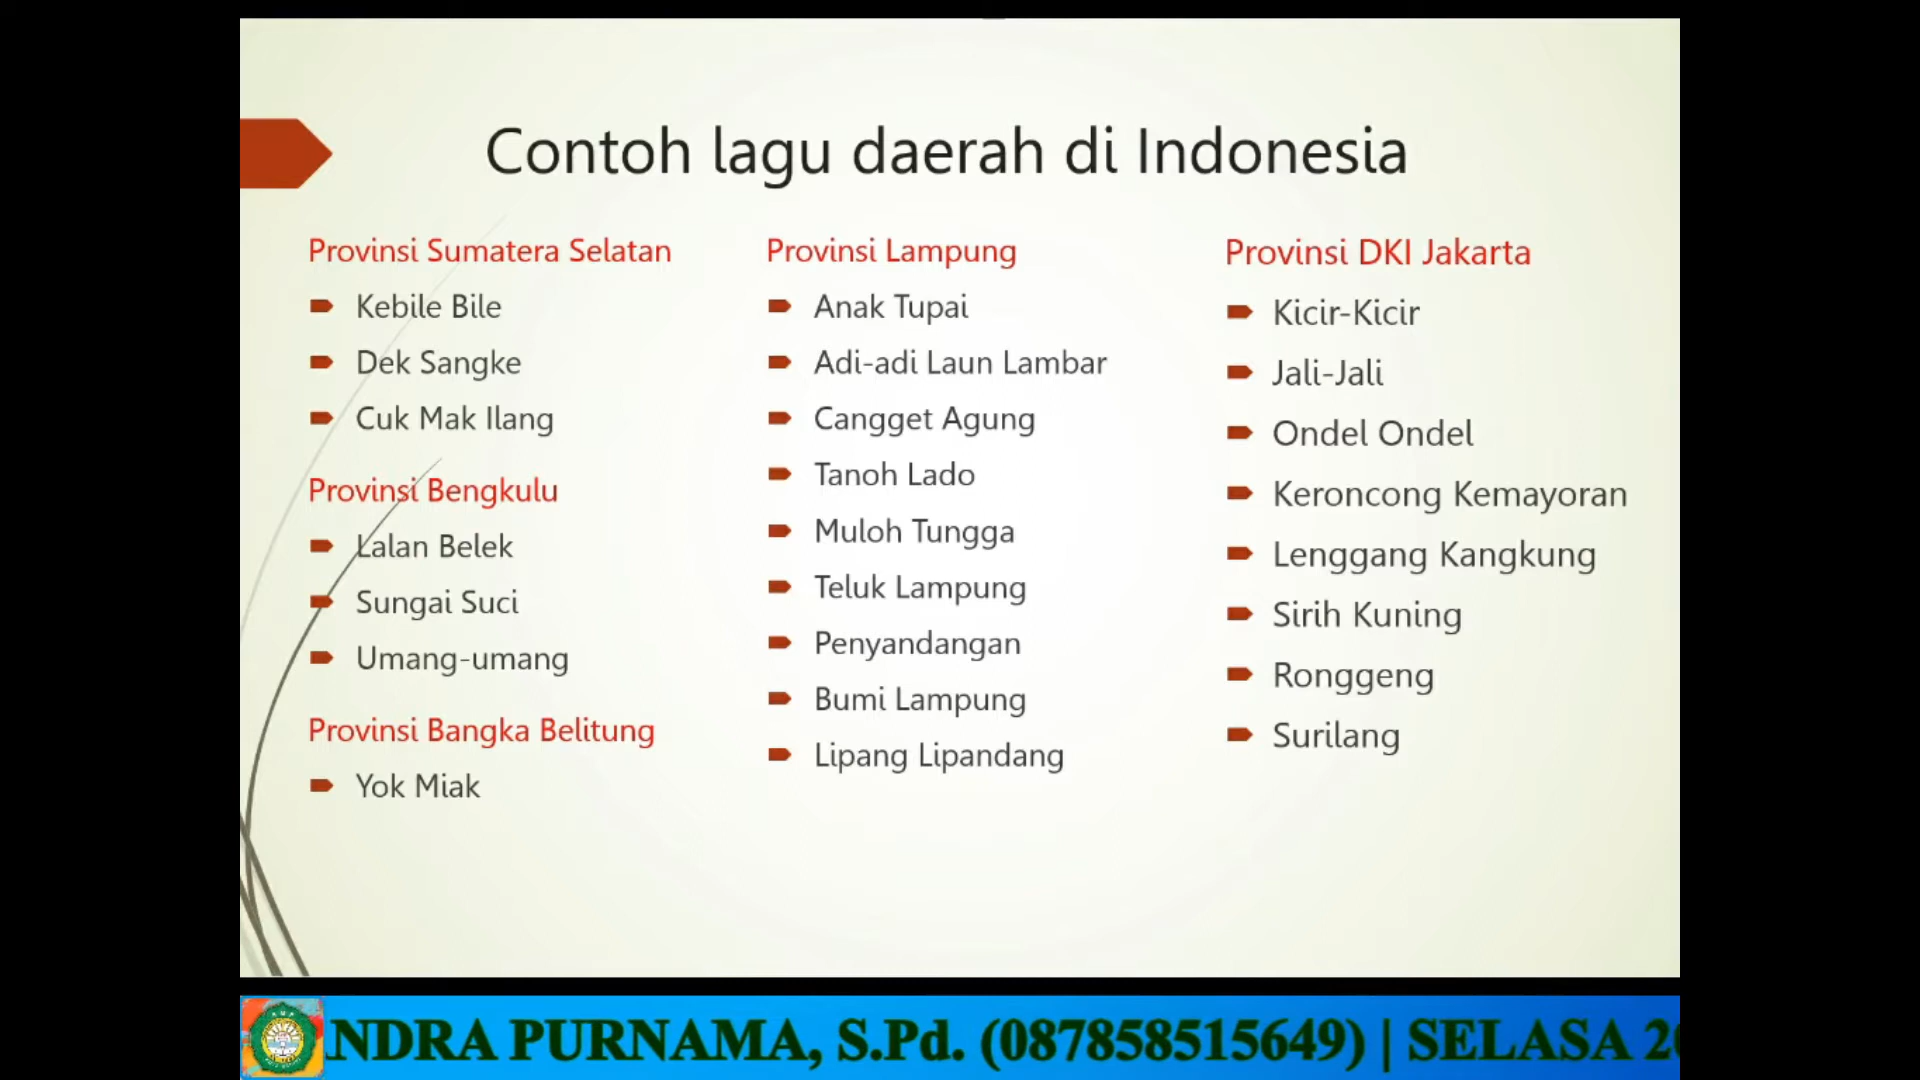 Contoh lagu daerah di Indonesia
Provinsi Sumatera Selatan
Kebile Bile
Dek Sangke
Cuk Mak Ilang
Provinsi Bengkulu
Lalan Belek
Sungai Suci
Umang-umang
Provinsi Bangka Belitung
Yok Miak
Provinsi Lampung
Anak Tupai
Adi-adi Laun Lambar
Cangget Agung
Tanoh Lado
Muloh Tungga
Teluk Lampung
Penyandangan
Bumi Lampung
Lipang Lipandang
Provinsi DKI Jakarta
Kicir-Kicir
Jali-Jali
Ondel Ondel
Keroncong Kemayoran
Lenggang Kangkung
Sirih Kuning
Ronggeng
Surilang
NDRA PURNAMA, S.Pd. (087858515649) | SELASA 2